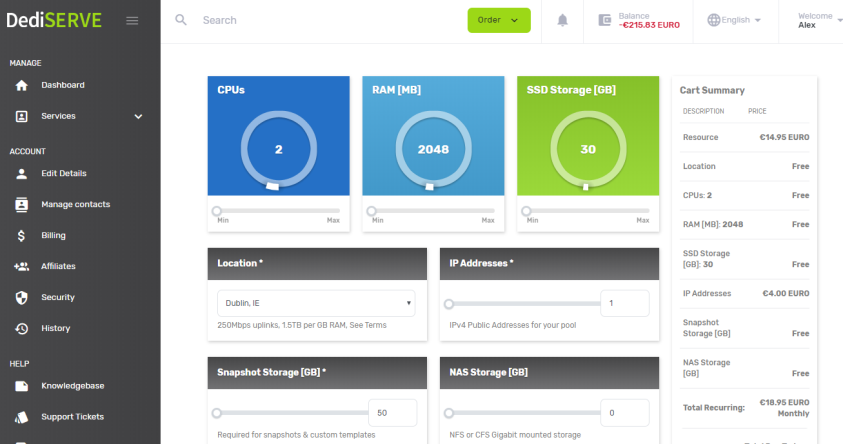 DediSERVE
MANAGE
Dashboard
Services
ACCOUNT
Edit Details
Manage contacts
Billing
Affiliates
Security
History
HELP
Knowledgebase
Support Tickets
Search
Order
Balance
-€215.83 EURO
English
Welcome
Alex
CPUs
2
Min Max
RAM [MB]
2048
Min Max
SSD Storage [GB]
30
Min Max
Location *
Dublin, IE
250Mbps uplinks, 1.5TB per GB RAM, See Terms
IP Addresses *
1
IPv4 Public Addresses for your pool
Snapshot Storage [GB] *
50
Required for snapshots & custom templates
NAS Storage [GB]
0
NFS or CFS Gigabit mounted storage
Cart Summary
DESCRIPTION PRICE
Resource €14.95 EURO
Location Free
CPUs: 2 Free
RAM [MB]: 2048 Free
SSD Storage
[GB]: 30 Free
IP Addresses €4.00 EURO
Snapshot
Storage [GB] Free
NAS Storage
[GB] Free
Total Recurring: €18.95 EURO
Monthly